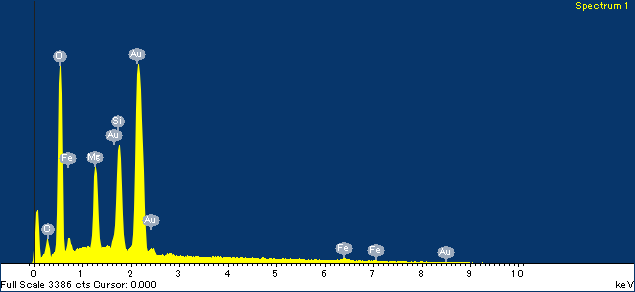 Spectrum 1
O
Au
Si
Au
Fe
Mg
Au
O
Fe
Fe
Au
0 1 2 3 4 5 6 7 8 9 10
Full Scale 3386 cts Cursor: 0.000 keV